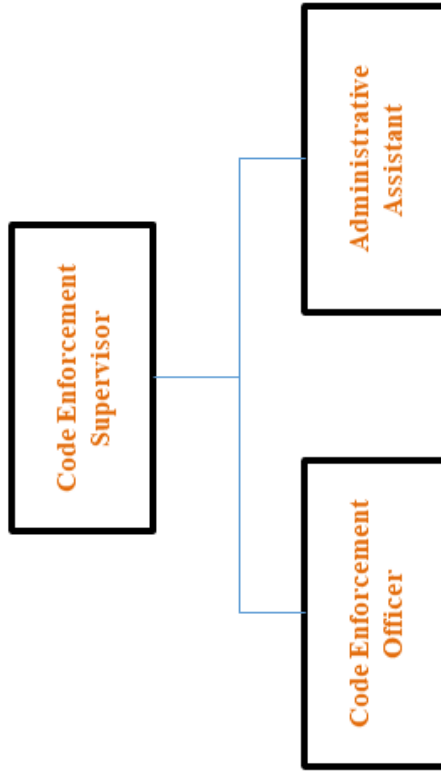 Code Enforcement
Supervisor
Code Enforcement
Officer
Administrative
Assistant